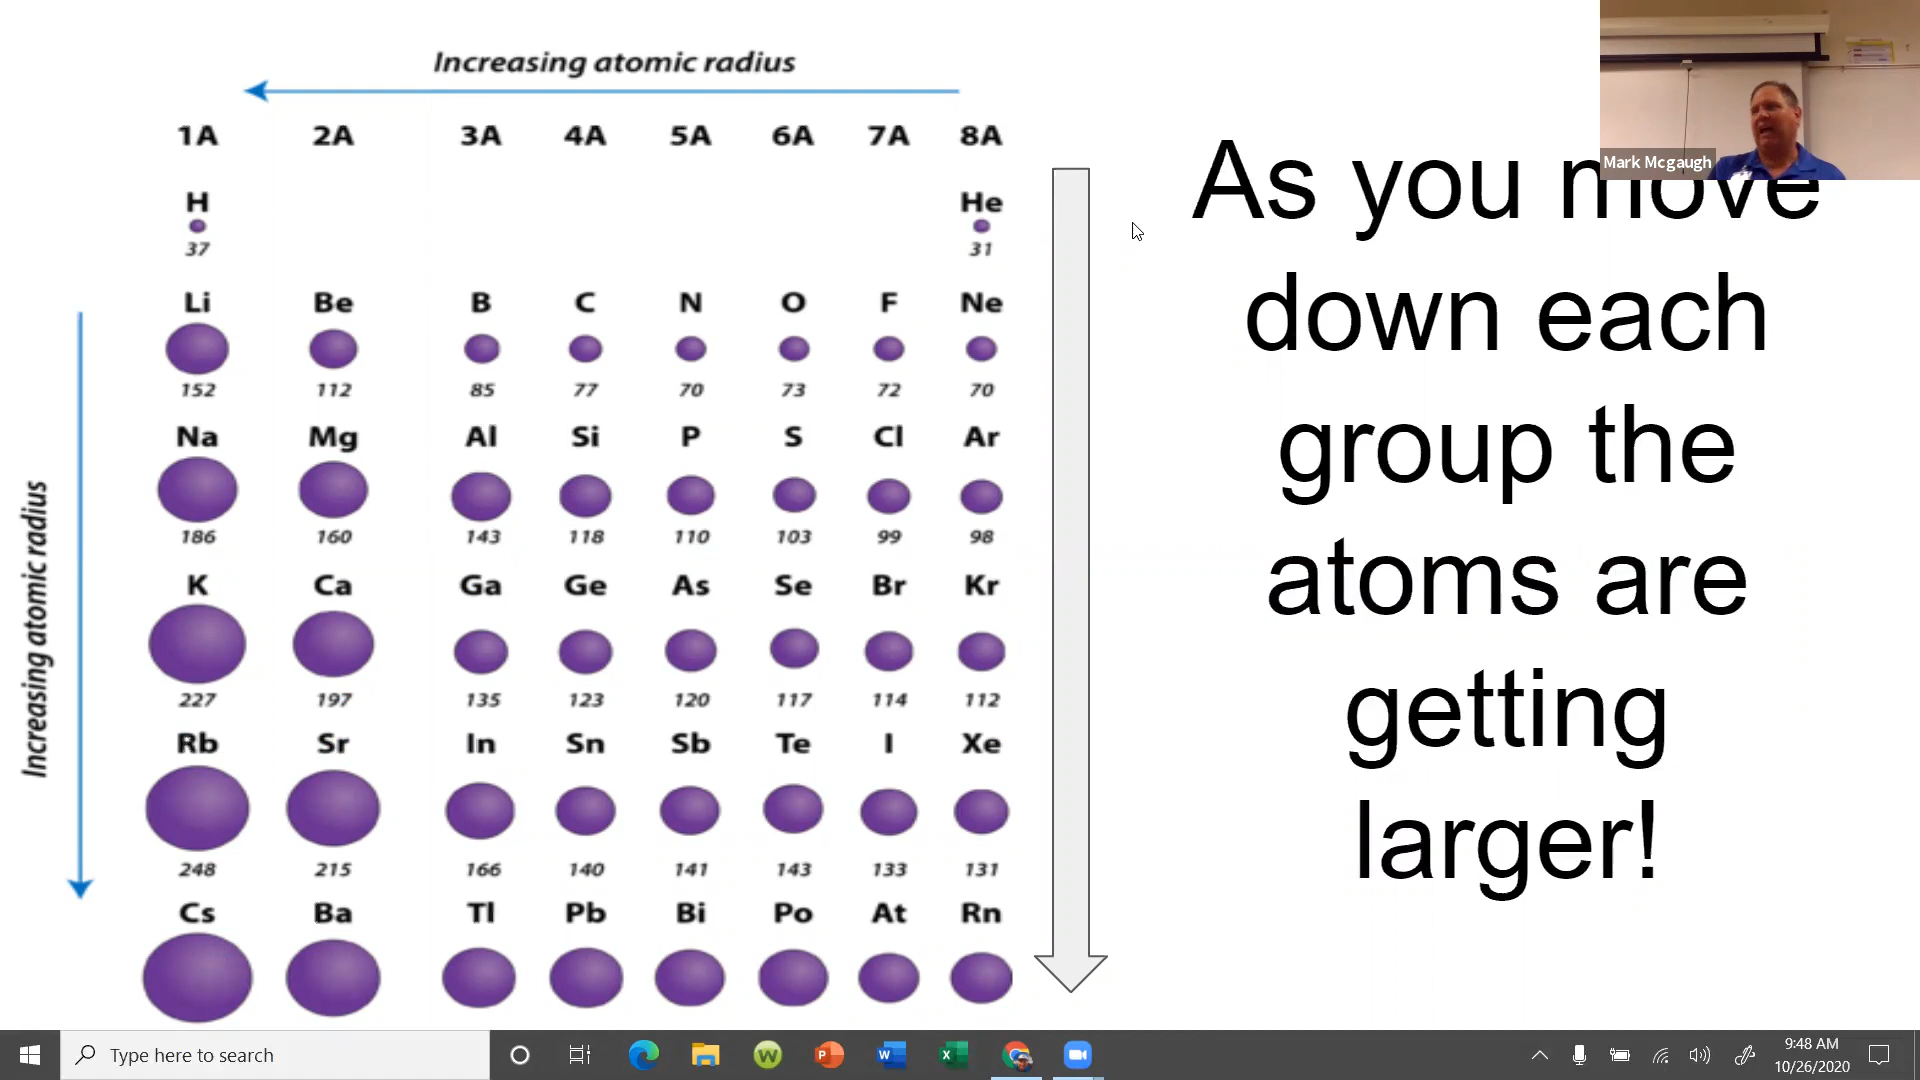 Increasing atomic radius
1A 2A 3A 4A 5A 6A 7A 8A
H He
37 31
Li Be B C N O F Ne
152 112 85 77 70 73 72 70
Na Mg Al Si P S Cl Ar
186 160 143 118 110 103 99 98
K Ca Ga Ge As Se Br Kr
227 197 135 123 120 117 114 112
Rb Sr In Sn Sb Te I Xe
248 215 166 140 141 143 133 131
Cs Ba Tl Pb Bi Po At Rn
Increasing atomic radius
As you move
down each
group the
atoms are
getting
larger!
Mark Mcgaugh
Type here to search
9:48 AM
10/26/2020